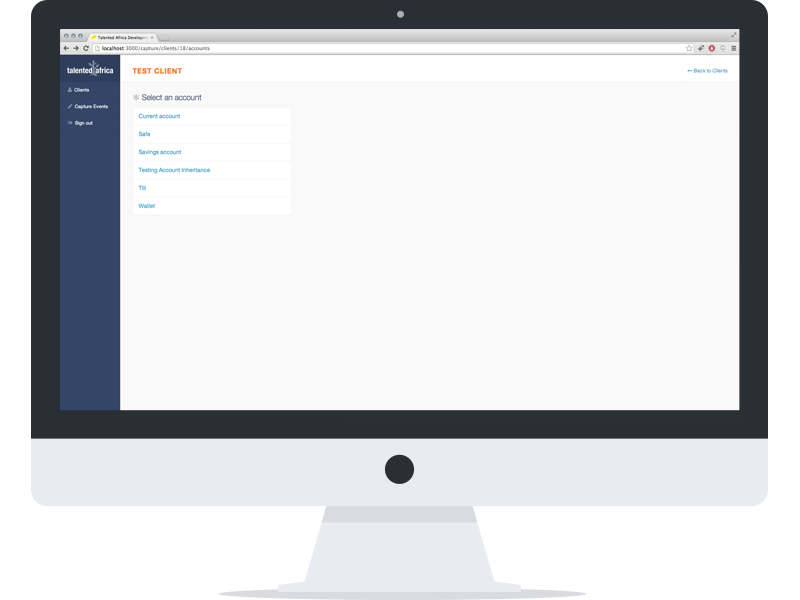 Talented Africa Developm
localhost:3000/capture/clients/18/accounts
talented africa
TEST CLIENT
← Back to Clients
Clients
Capture Events
Sign out
Select an account
Current account
Safe
Savings account
Testing Account Inheritance
Till
Wallet